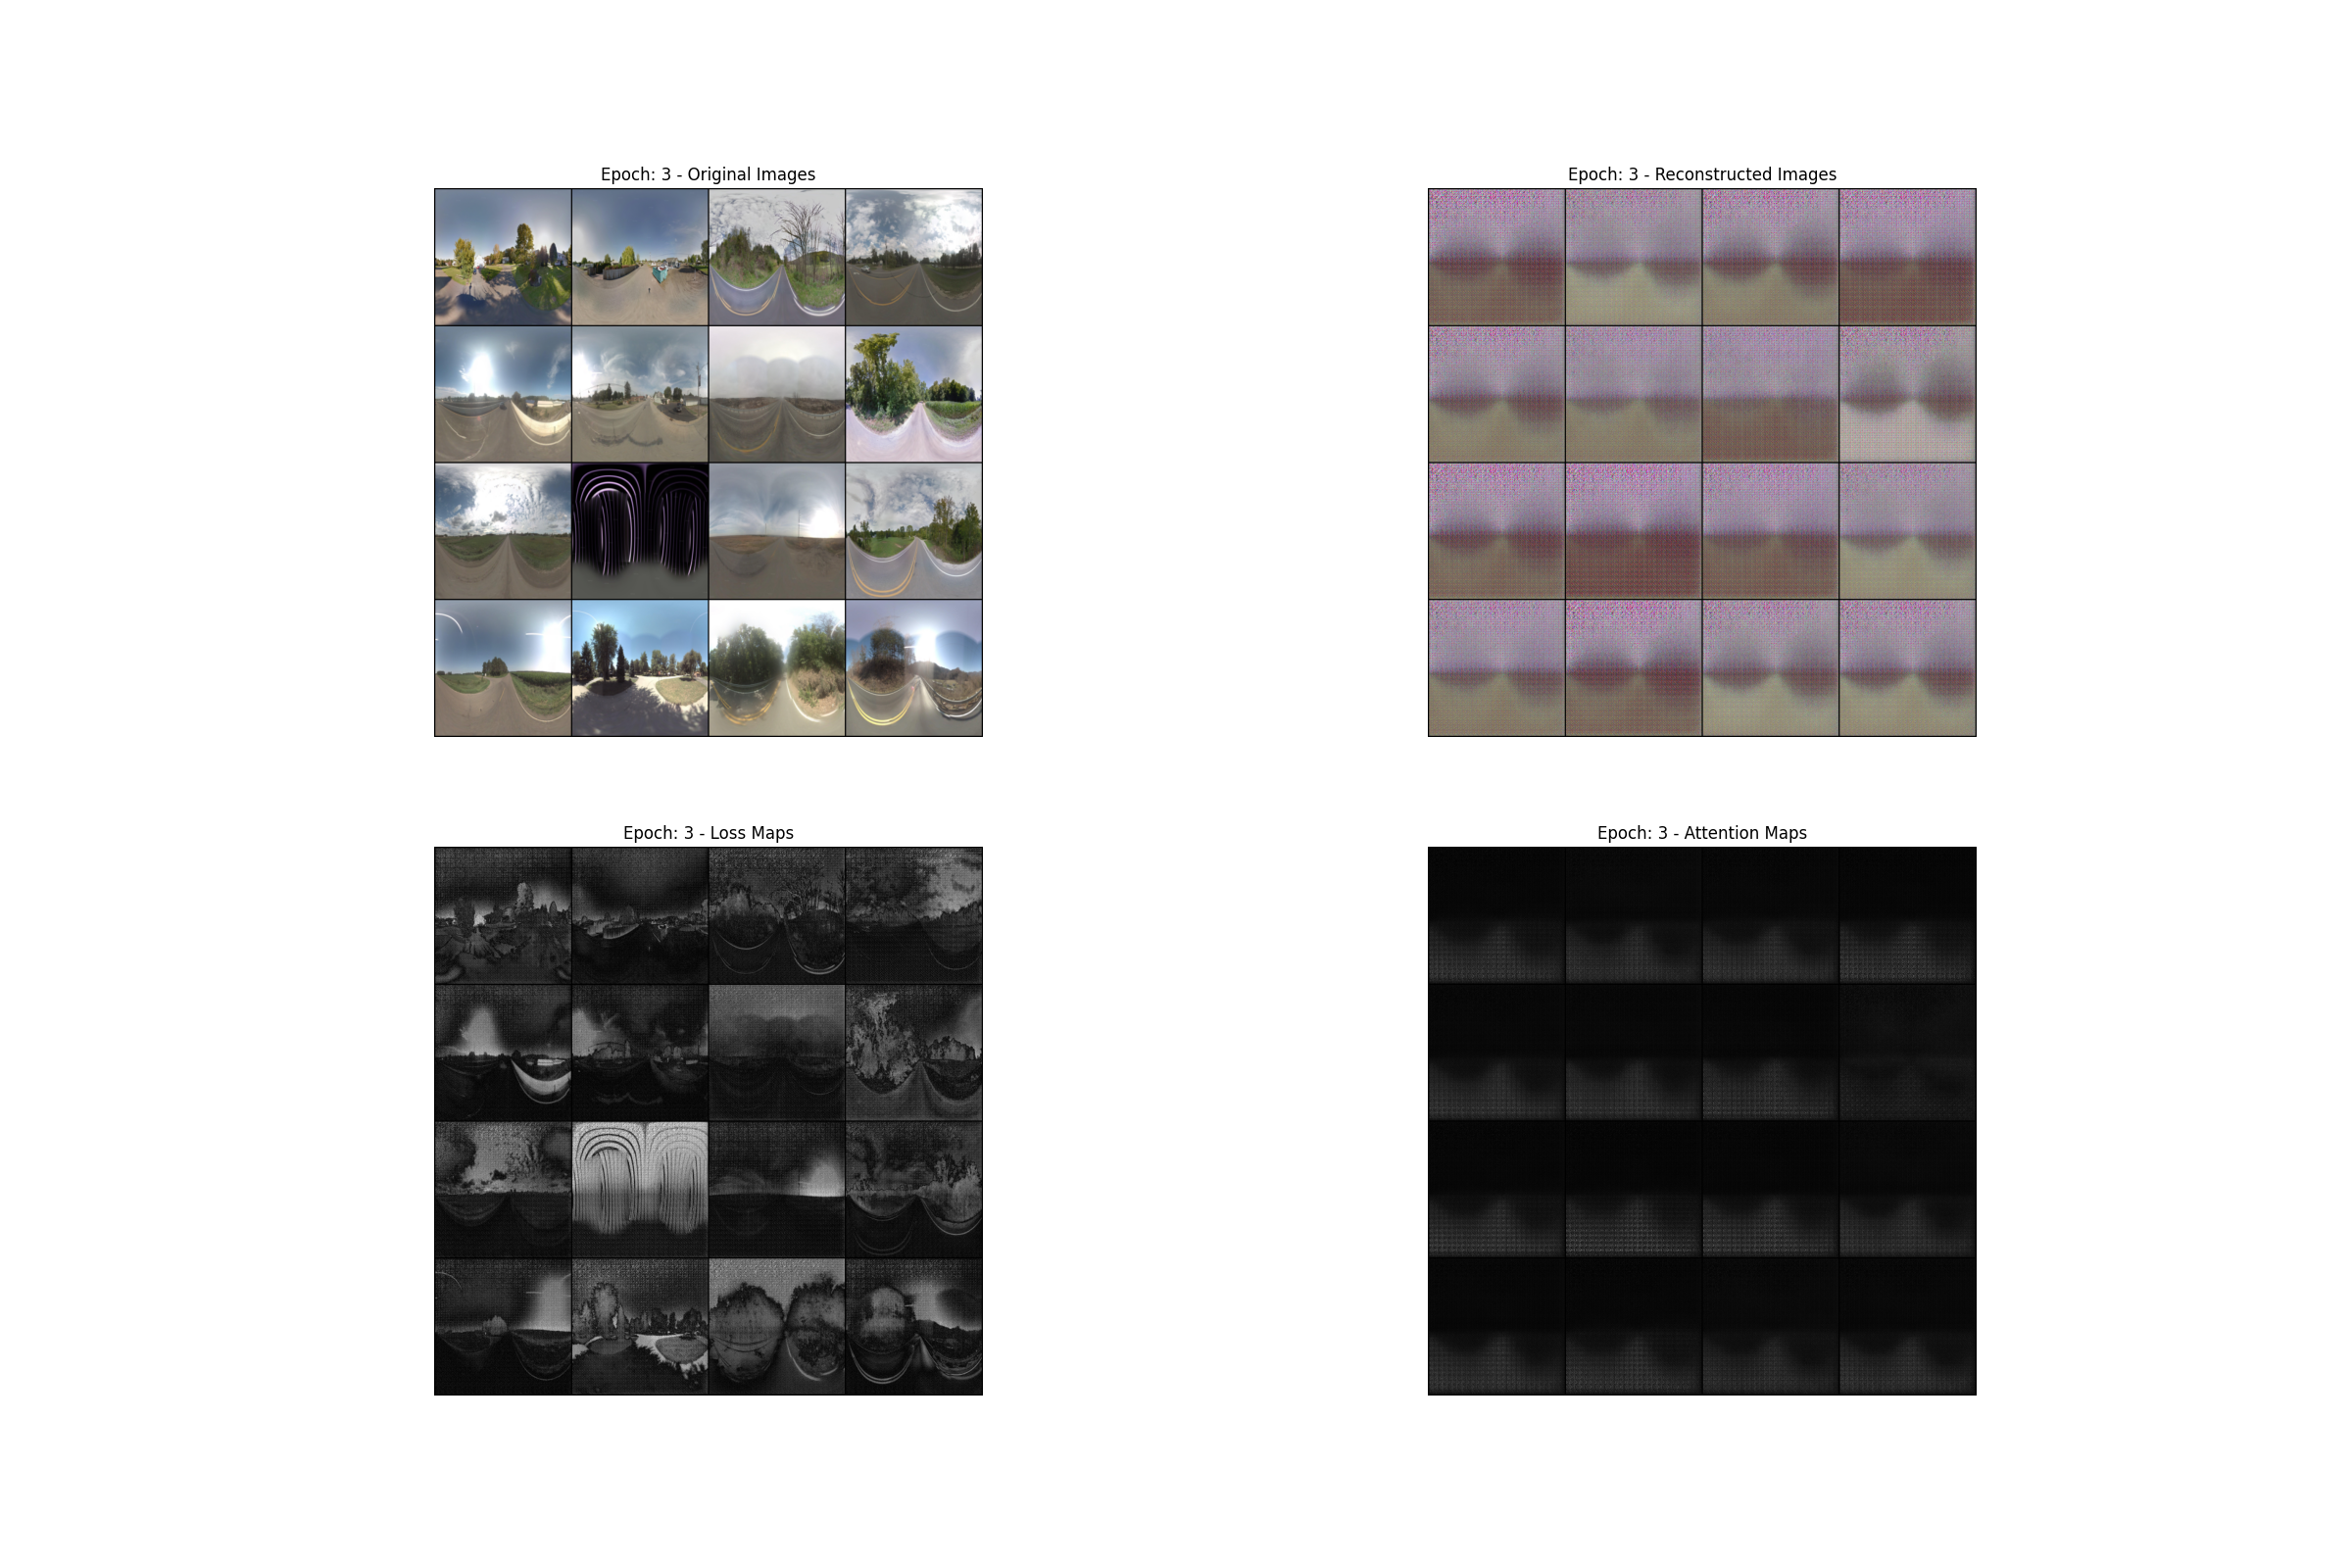 Epoch: 3 - Original Images
Epoch: 3 - Reconstructed Images
Epoch: 3 - Loss Maps
Epoch: 3 - Attention Maps